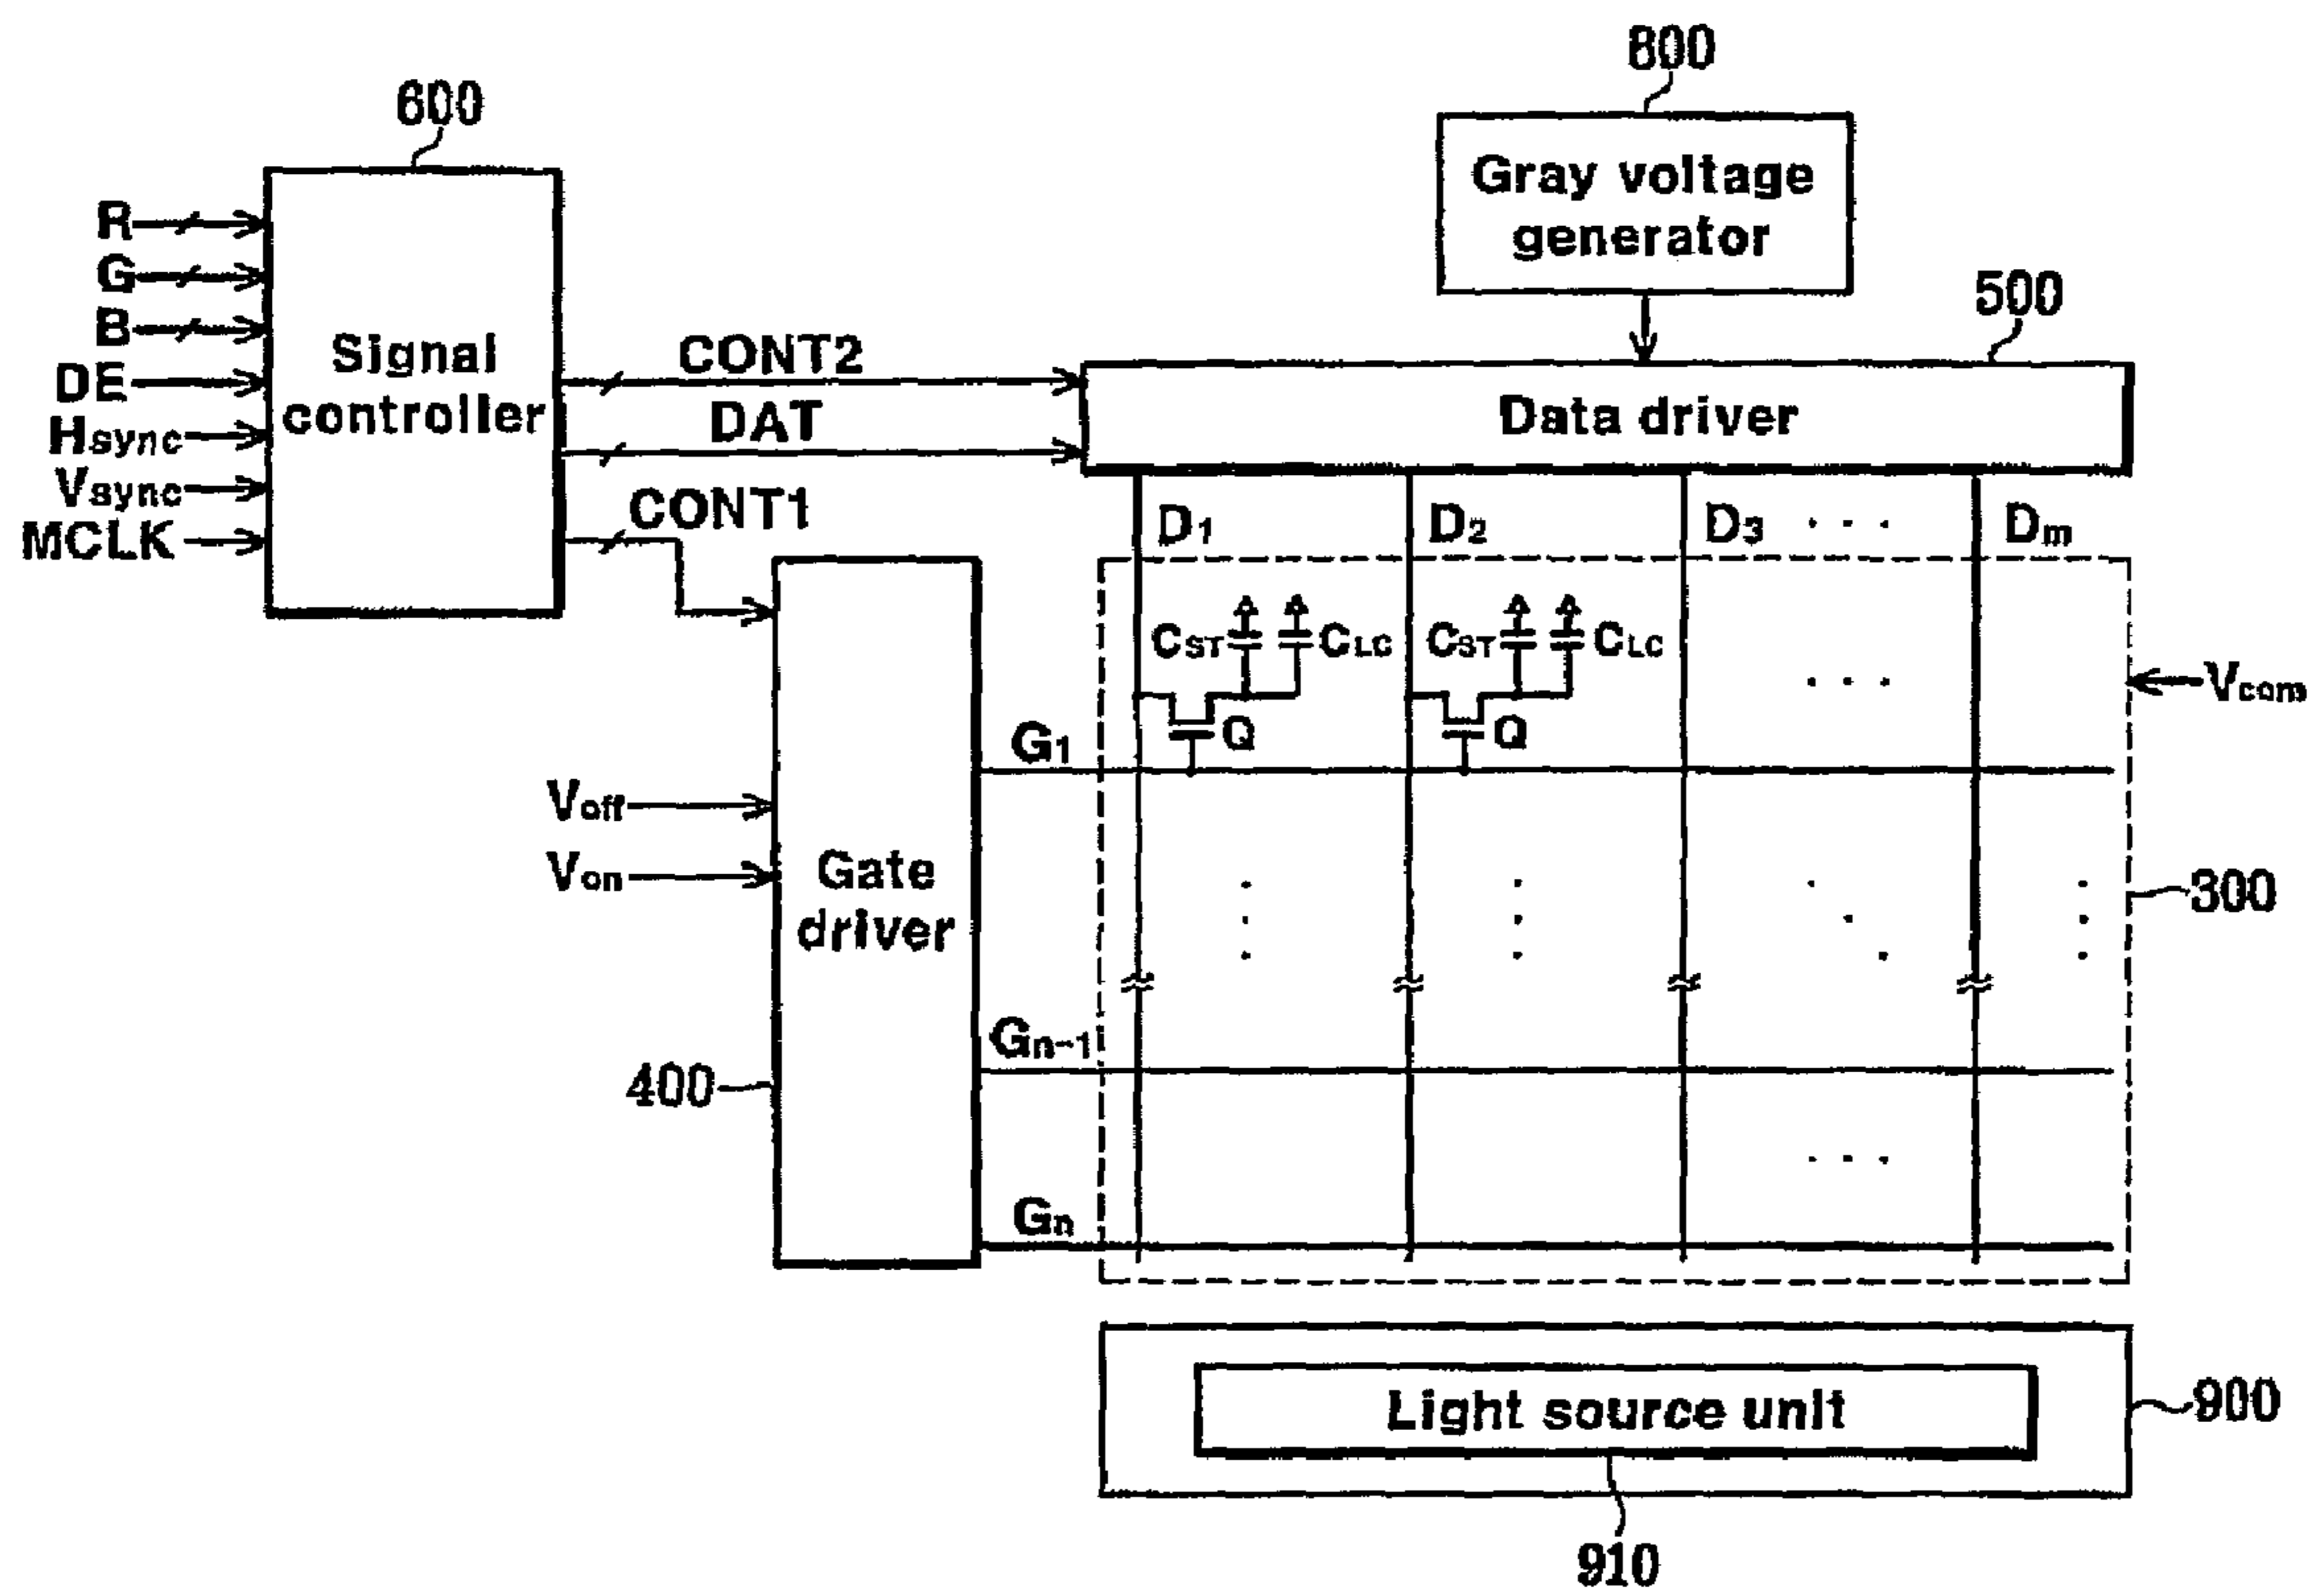 800
600
Gray voltage
generator
R
G
B
DE
Hsync
Vsync
MCLK
Signal
controller
CONT2
DAT
CONT1
500
Data driver
D1 D2 D3 . . . Dm
CST CLC CST CLC . . .
Vcom
Q Q
G1
Voff
Von
Gate
driver
300
Gn-1
400
. . .
Gn
Light source unit
900
910